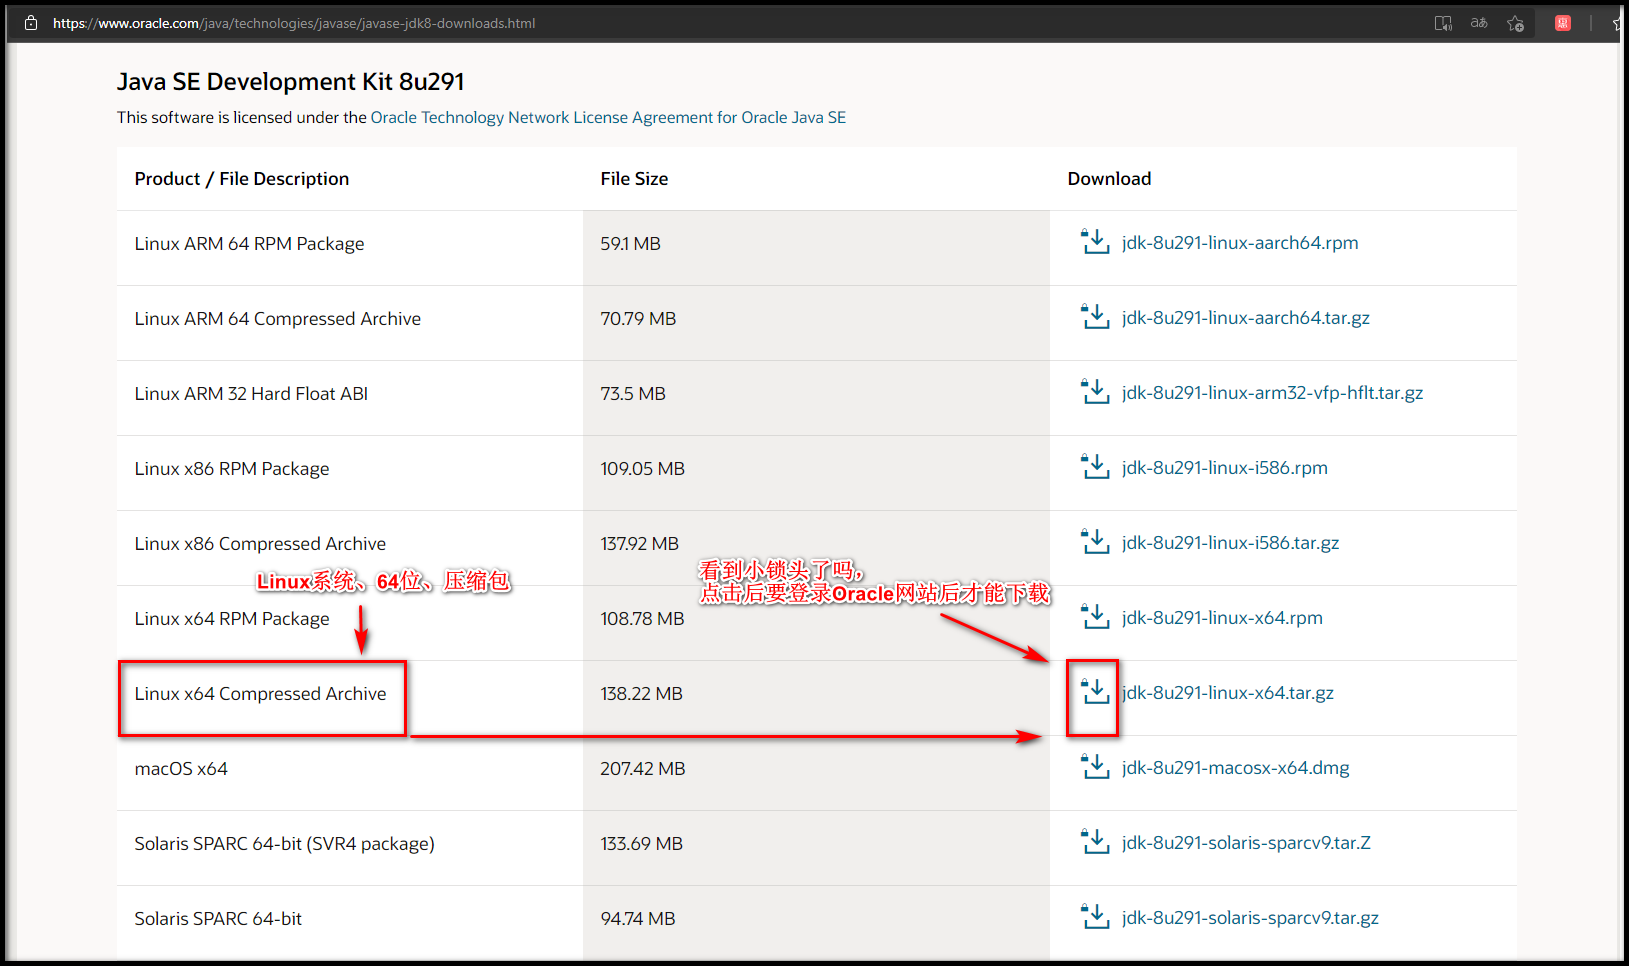 https://www.oracle.com/java/technologies/javase/javase-jdk8-downloads.html
Java SE Development Kit 8u291
This software is licensed under the Oracle Technology Network License Agreement for Oracle Java SE
Product / File Description File Size Download
Linux ARM 64 RPM Package 59.1 MB jdk-8u291-linux-aarch64.rpm
Linux ARM 64 Compressed Archive 70.79 MB jdk-8u291-linux-aarch64.tar.gz
Linux ARM 32 Hard Float ABI 73.5 MB jdk-8u291-linux-arm32-vfp-hflt.tar.gz
Linux x86 RPM Package 109.05 MB jdk-8u291-linux-i586.rpm
Linux x86 Compressed Archive 137.92 MB jdk-8u291-linux-i586.tar.gz
Linux系统、64位、压缩包
看到小锁头了吗，
点击后要登录Oracle网站后才能下载
Linux x64 RPM Package 108.78 MB jdk-8u291-linux-x64.rpm
Linux x64 Compressed Archive 138.22 MB jdk-8u291-linux-x64.tar.gz
macOS x64 207.42 MB jdk-8u291-macosx-x64.dmg
Solaris SPARC 64-bit (SVR4 package) 133.69 MB jdk-8u291-solaris-sparcv9.tar.Z
Solaris SPARC 64-bit 94.74 MB jdk-8u291-solaris-sparcv9.tar.gz